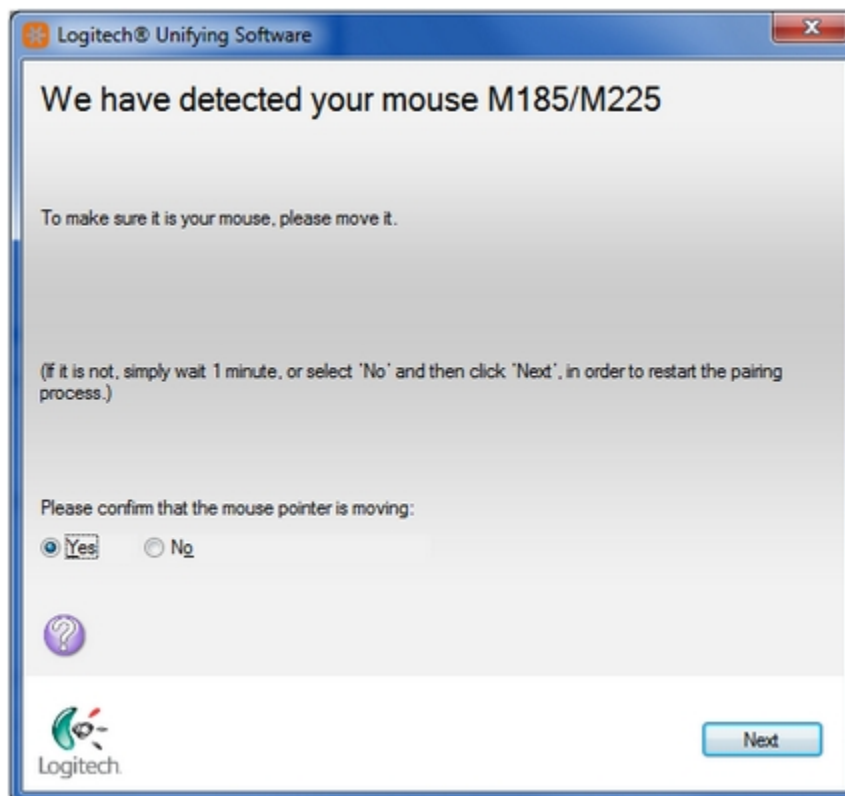 Logitech® Unifying Software
We have detected your mouse M185/M225
To make sure it is your mouse, please move it.
(If it is not, simply wait 1 minute, or select 'No' and then click 'Next', in order to restart the pairing
process.)
Please confirm that the mouse pointer is moving:
Yes No
Logitech
Next